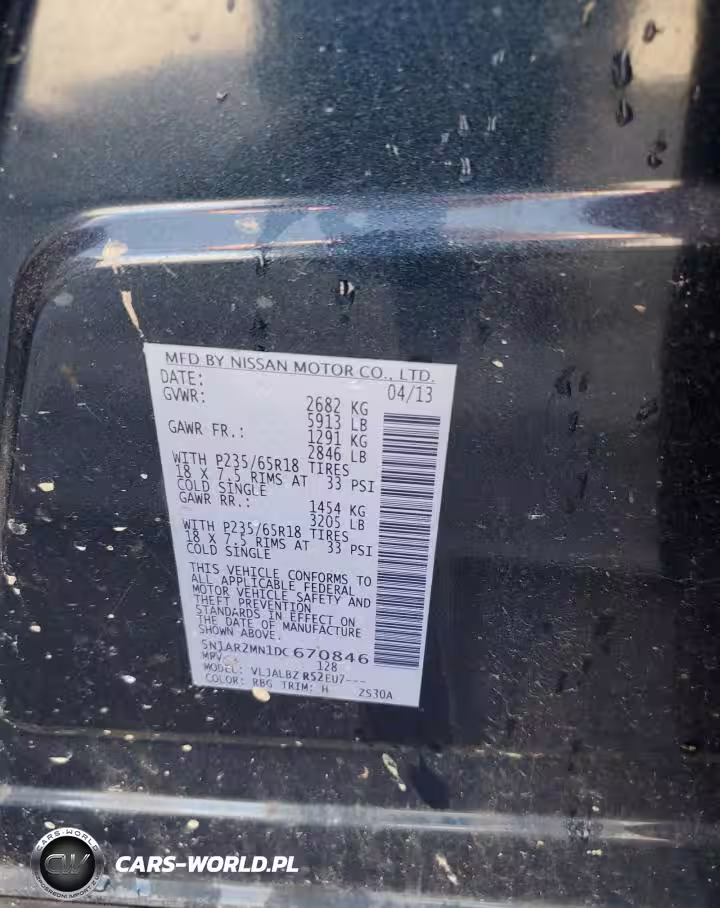 MFD BY NISSAN MOTOR CO., LTD.
DATE: 04/13
GVWR: 2682 KG
5913 LB
GAWR FR.: 1291 KG
2846 LB
WITH P235/65R18 TIRES
18 X 7.5 RIMS AT 33 PSI
COLD SINGLE
GAWR RR.: 1454 KG
3205 LB
WITH P235/65R18 TIRES
18 X 7.5 RIMS AT 33 PSI
COLD SINGLE
THIS VEHICLE CONFORMS TO
ALL APPLICABLE FEDERAL
MOTOR VEHICLE SAFETY AND
THEFT PREVENTION
STANDARDS IN EFFECT ON
THE DATE OF MANUFACTURE
SHOWN ABOVE.
5N1AR2MN1DC670846
MPV 128
MODEL: VLJALBZ R52EU7---
COLOR: RBG TRIM: H ZS30A
CARS-WORLD
CW
CARS-WORLD.PL